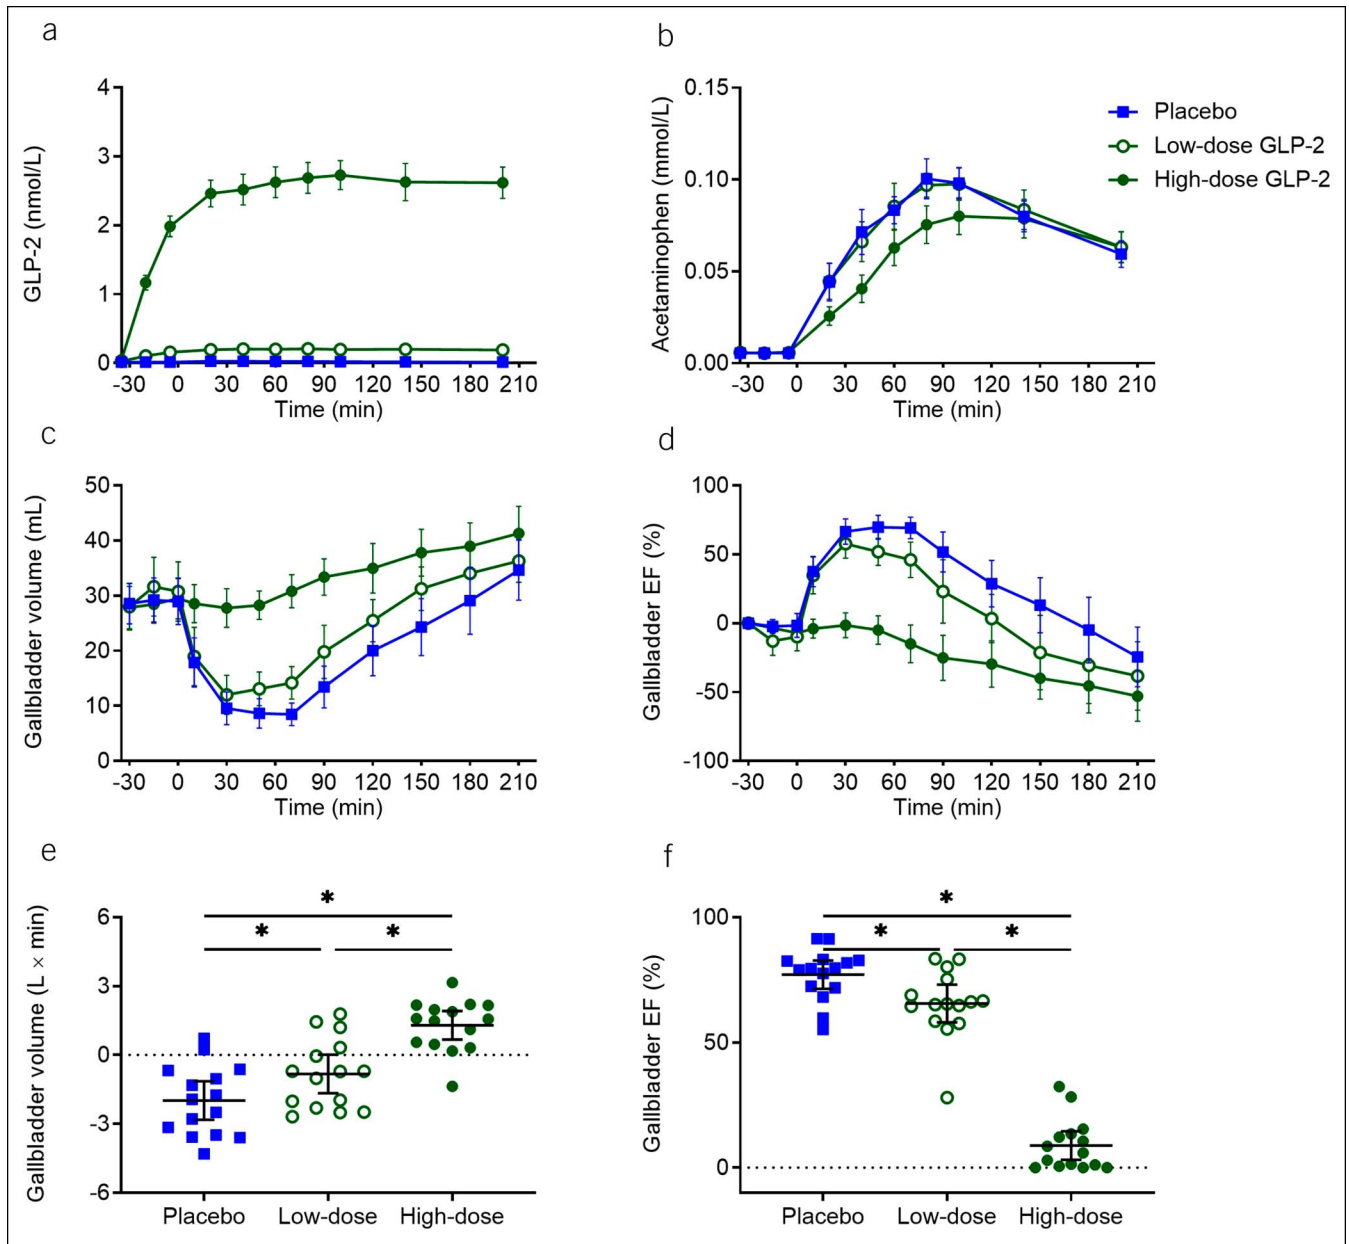 a
GLP-2 (nmol/L)
4
3
2
1
0
-30 0 30 60 90 120 150 180 210
Time (min)
b
Acetaminophen (nmol/L)
0.15
0.10
0.05
0.00
-30 0 30 60 90 120 150 180 210
Time (min)
Placebo
Low-dose GLP-2
High-dose GLP-2
c
Gallbladder volume (mL)
50
40
30
20
10
0
-30 0 30 60 90 120 150 180 210
Time (min)
d
Gallbladder EF (%)
100
50
0
-50
-100
-30 0 30 60 90 120 150 180 210
Time (min)
e
Gallbladder volume (L × min)
6
3
0
-3
-6
*
* *
Placebo Low-dose High-dose
f
Gallbladder EF (%)
100
50
0
*
* *
Placebo Low-dose High-dose